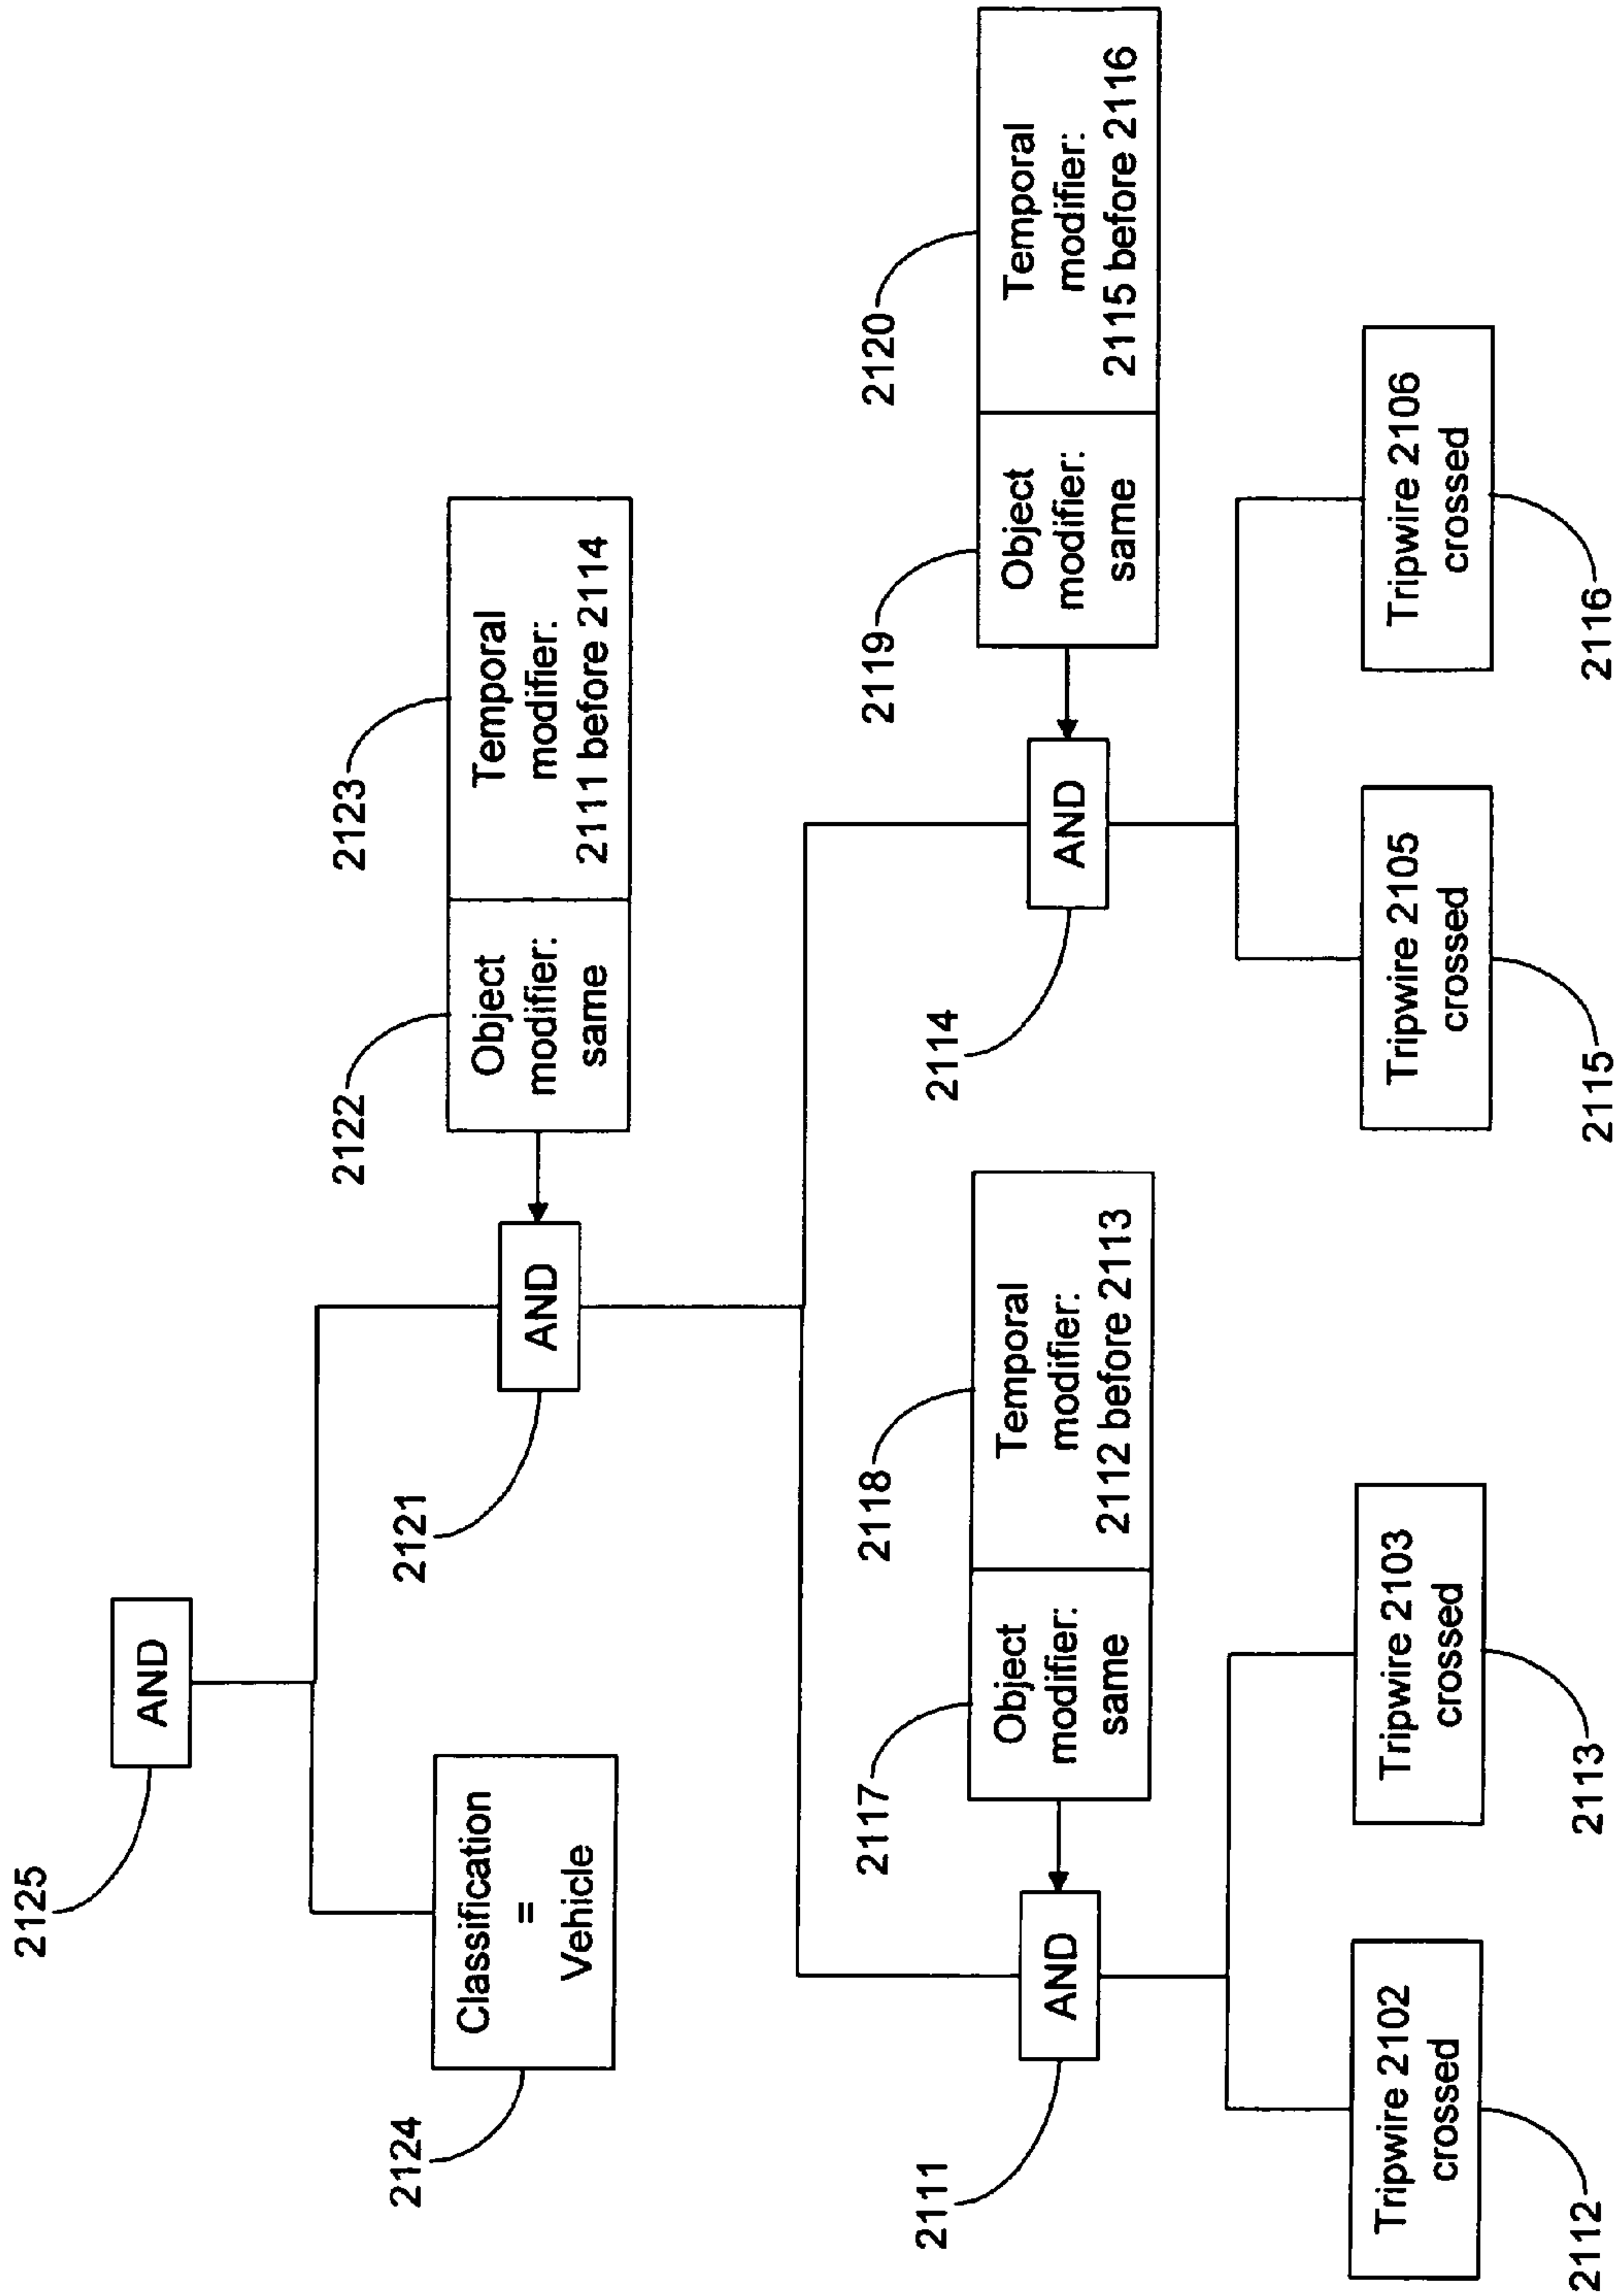 2125
AND
2124
Classification
=
Vehicle
2121
AND
2122
Object
modifier:
same
2123
Temporal
modifier:
2111 before 2114
2111
AND
2117
Object
modifier:
same
2118
Temporal
modifier:
2112 before 2113
2114
AND
2119
Object
modifier:
same
2120
Temporal
modifier:
2115 before 2116
Tripwire 2102
crossed
2112
Tripwire 2103
crossed
2113
Tripwire 2105
crossed
2115
Tripwire 2106
crossed
2116